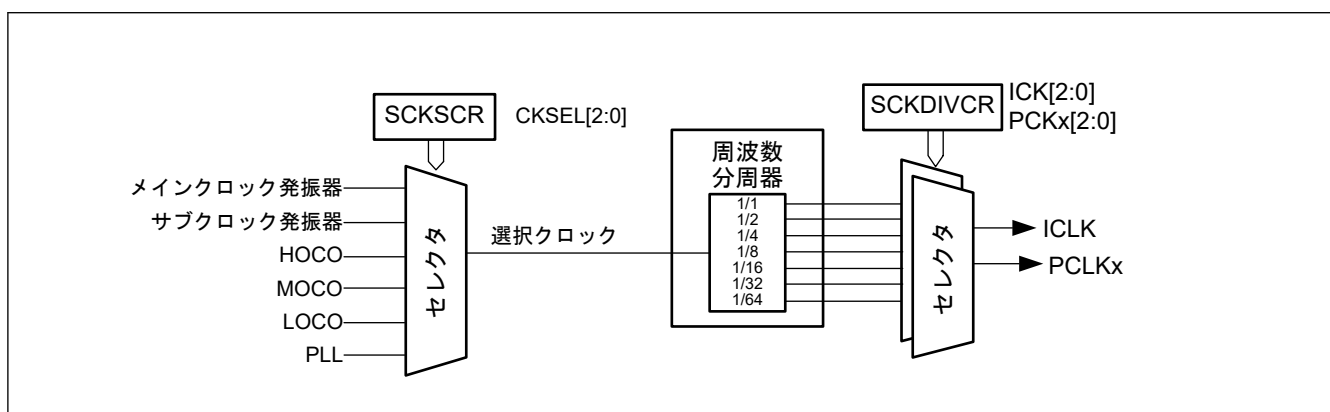 SCKSCR
CKSEL[2:0]
SCKDIVCR
ICK[2:0]
PCKx[2:0]
メインクロック発振器
サブクロック発振器
HOCO
MOCO
LOCO
PLL
セレクタ
選択クロック
周波数
分周器
1/1
1/2
1/4
1/8
1/16
1/32
1/64
セレクタ
ICLK
PCLKx